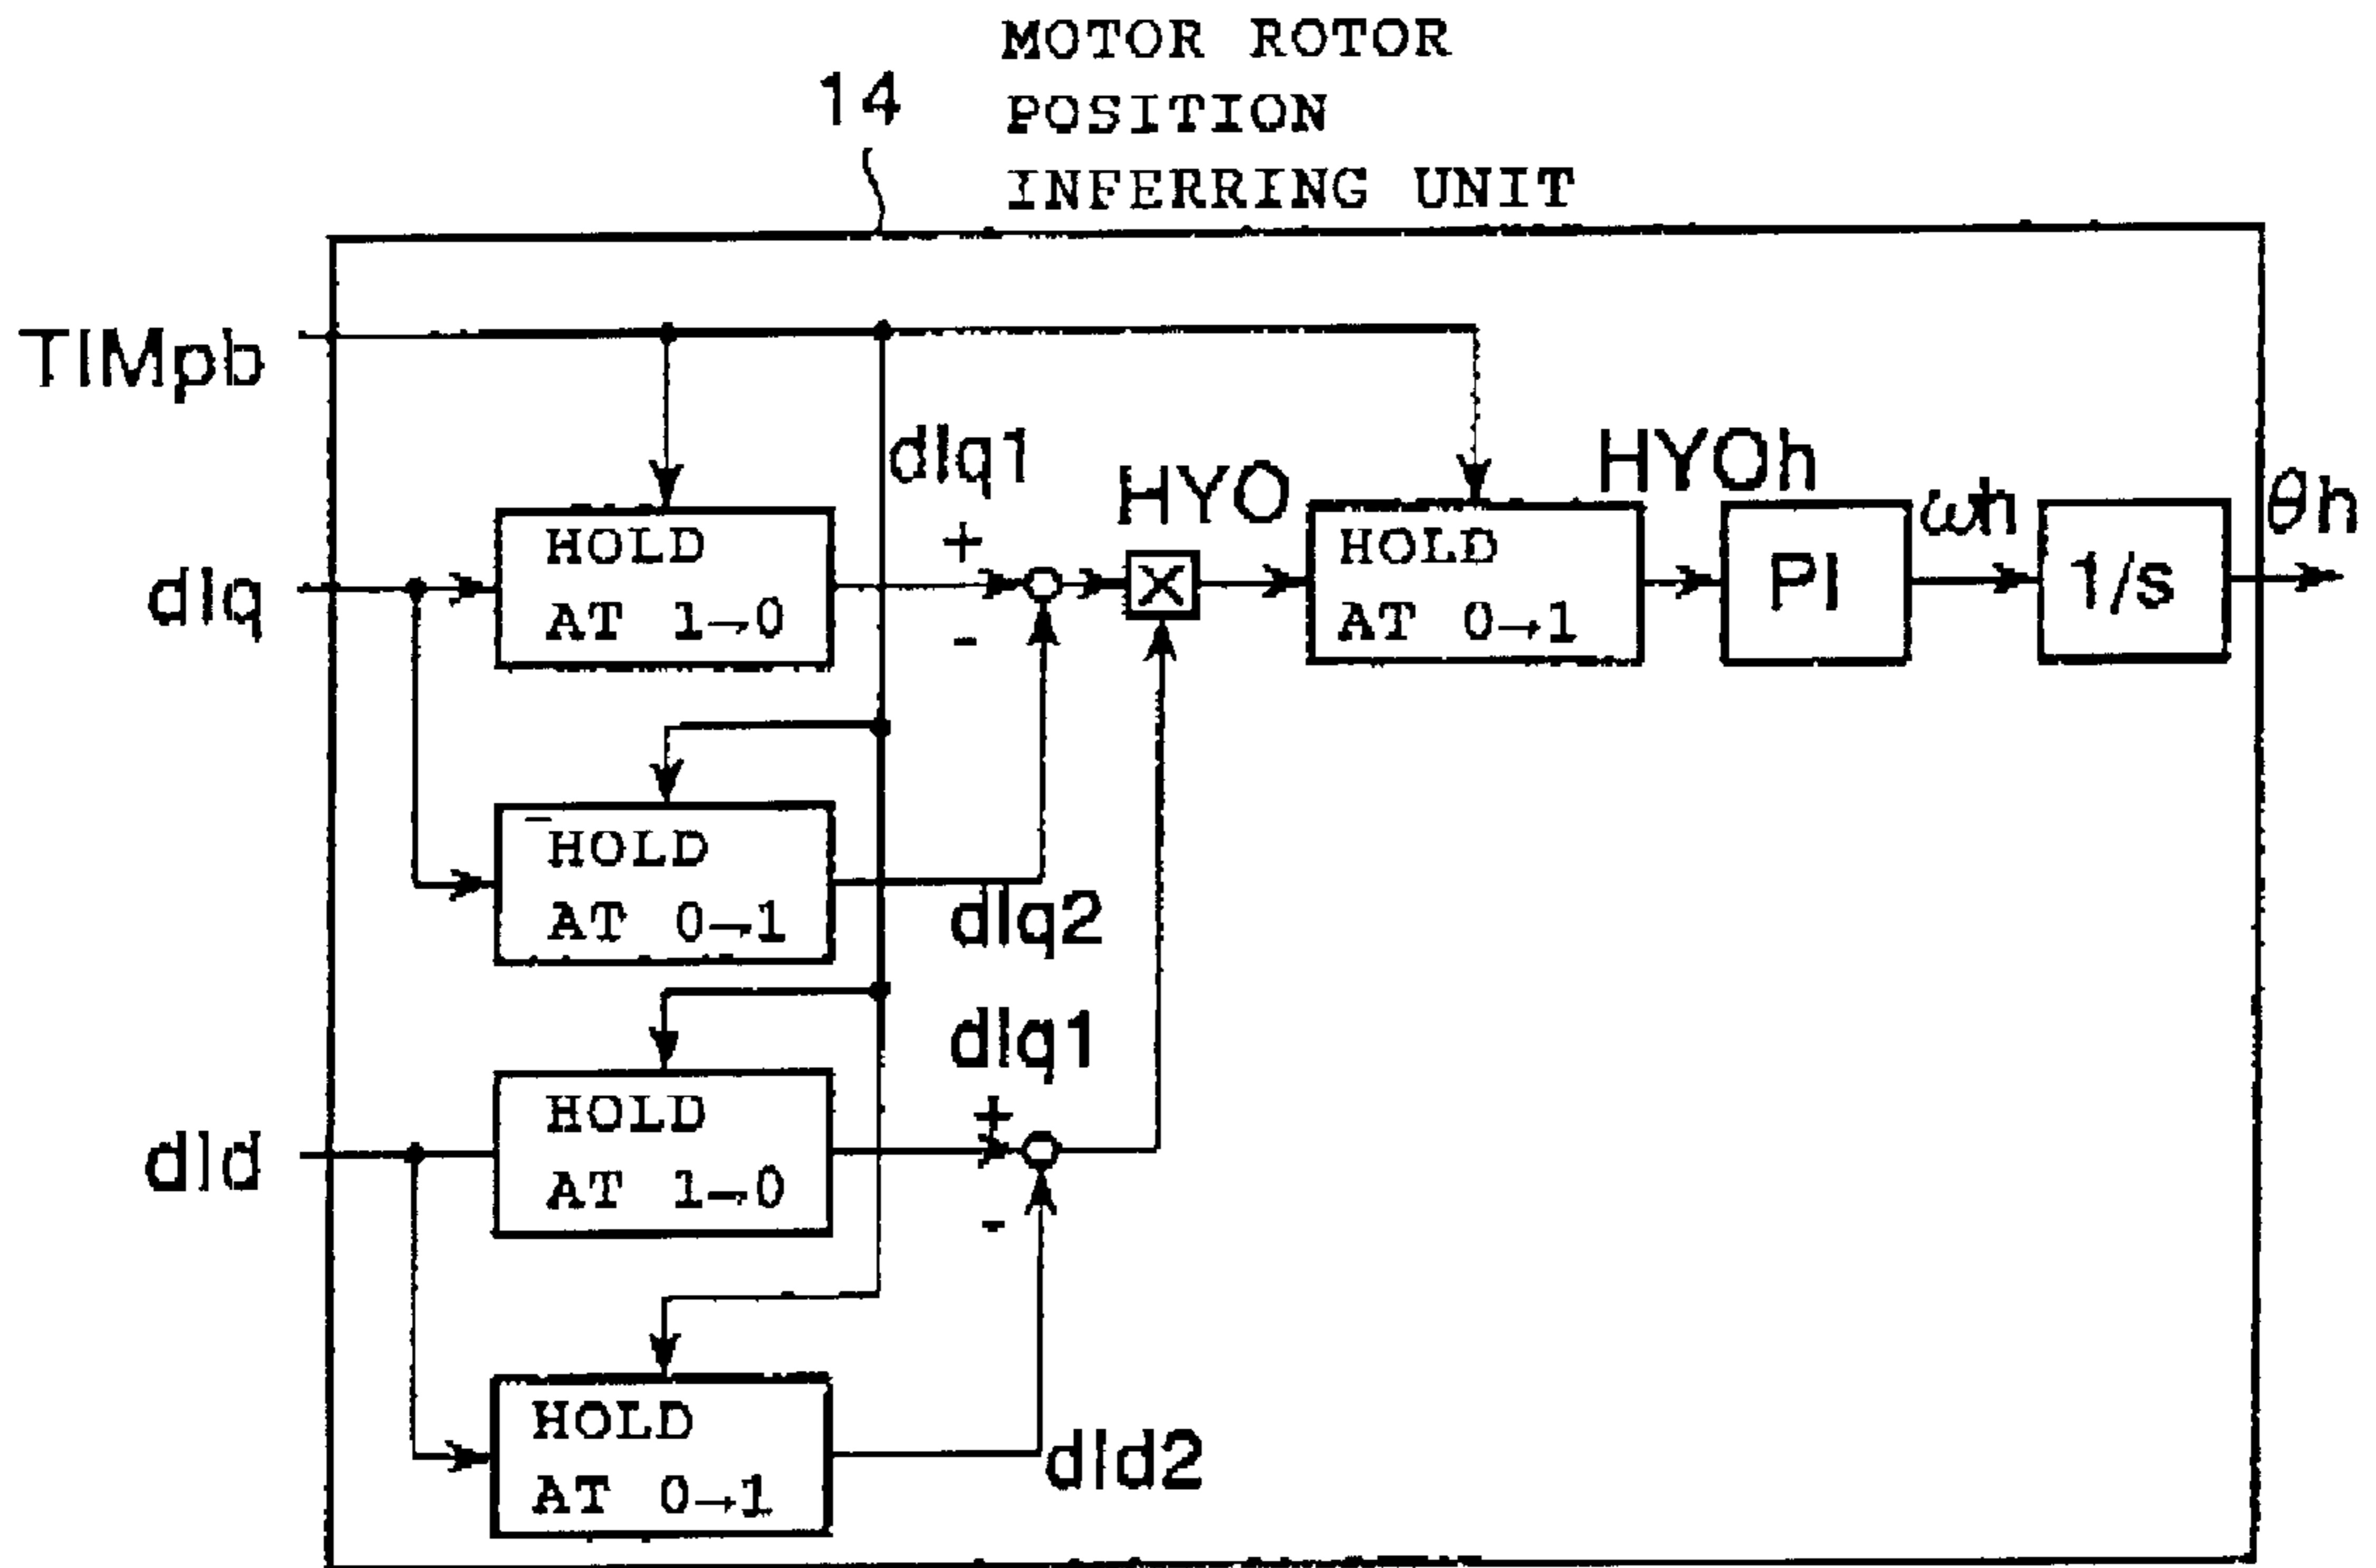 MOTOR ROTOR
POSITION
INFERRING UNIT
14
TIMpb
dIq1
HYO
HYOh
ωh
θh
dIq
HOLD
AT 1→0
+
-
X
HOLD
AT 0→1
PI
1/s
HOLD
AT 0→1
dIq2
dIq1
dId
HOLD
AT 1→0
+
-
HOLD
AT 0→1
dId2